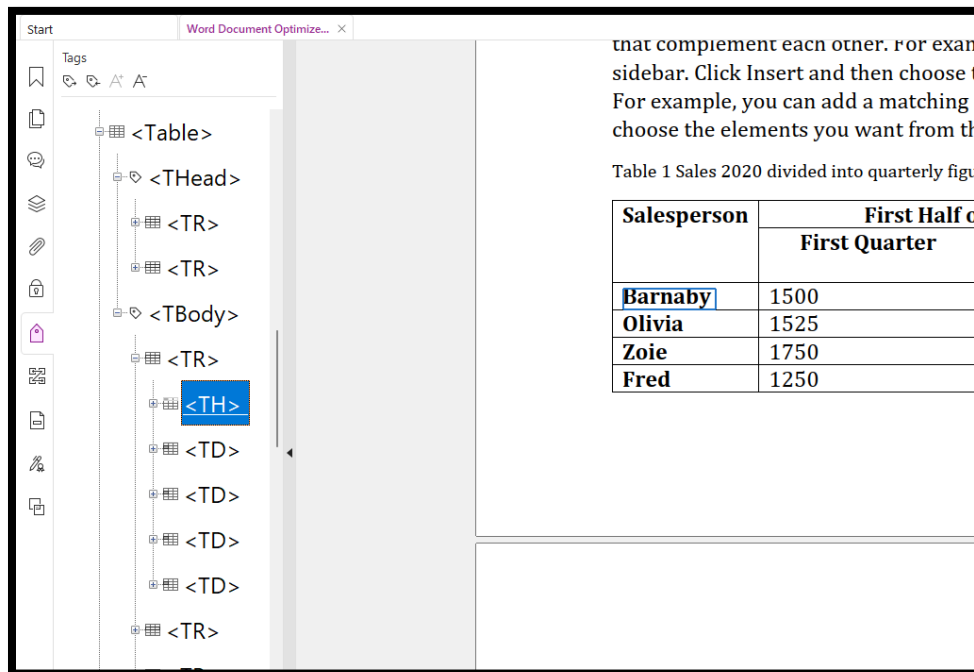 Start
Word Document Optimize...
Tags
<Table>
<THead>
<TR>
<TR>
<TBody>
<TR>
<TH>
<TD>
<TD>
<TD>
<TD>
<TR>
that complement each other. For exam
sidebar. Click Insert and then choose t
For example, you can add a matching
choose the elements you want from th
Table 1 Sales 2020 divided into quarterly figu
Salesperson First Half o
First Quarter
Barnaby 1500
Olivia 1525
Zoie 1750
Fred 1250